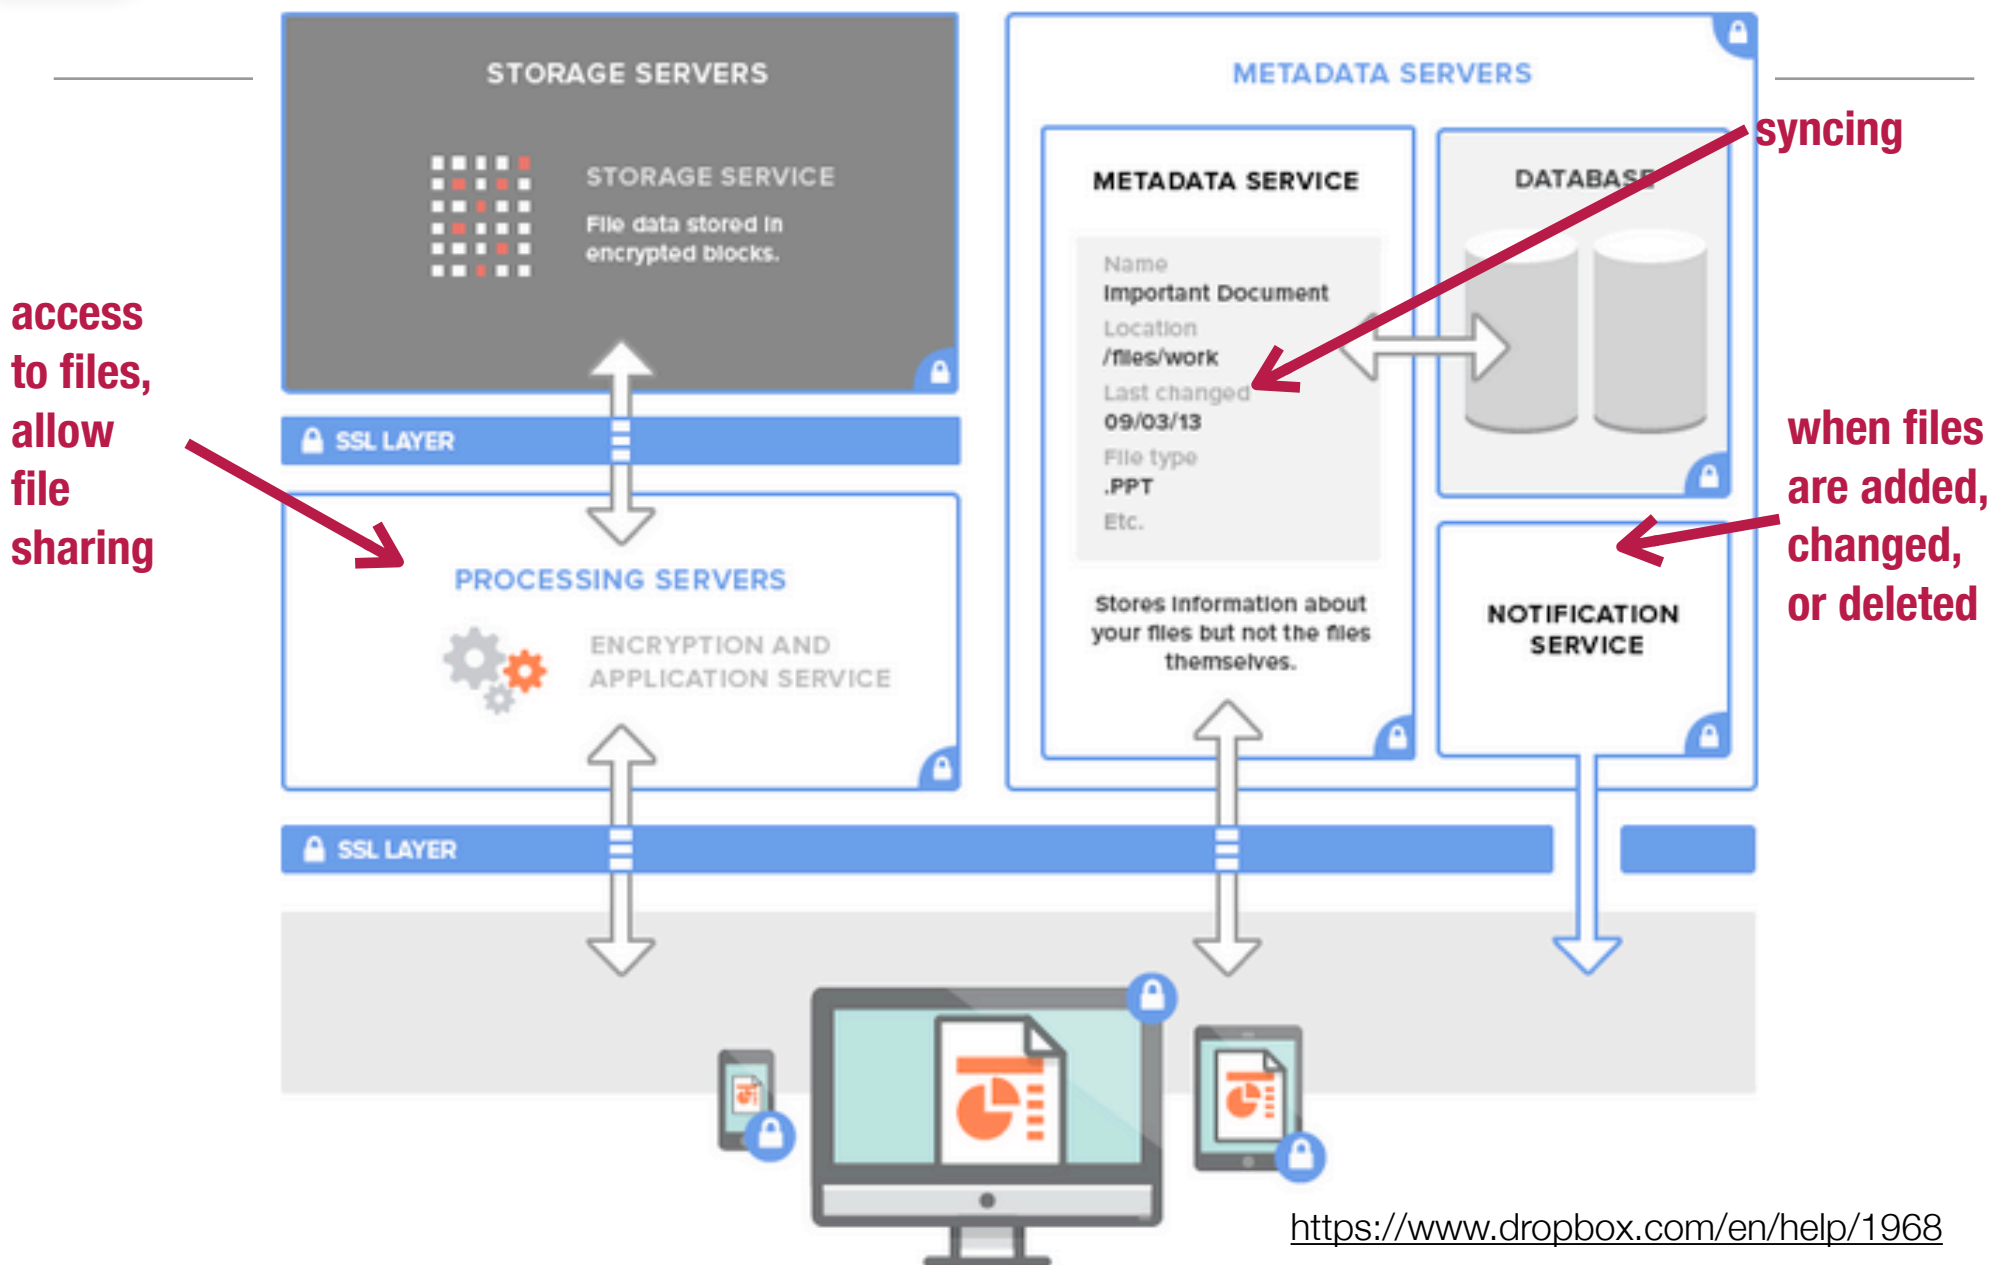 STORAGE SERVERS
STORAGE SERVICE
File data stored in
encrypted blocks.
SSL LAYER
PROCESSING SERVERS
ENCRYPTION AND
APPLICATION SERVICE
access
to files,
allow
file
sharing
METADATA SERVERS
METADATA SERVICE
Name
Important Document
Location
/files/work
Last changed
09/03/13
File type
.PPT
Etc.
Stores information about
your files but not the files
themselves.
DATABASE
syncing
NOTIFICATION
SERVICE
when files
are added,
changed,
or deleted
SSL LAYER
https://www.dropbox.com/en/help/1968